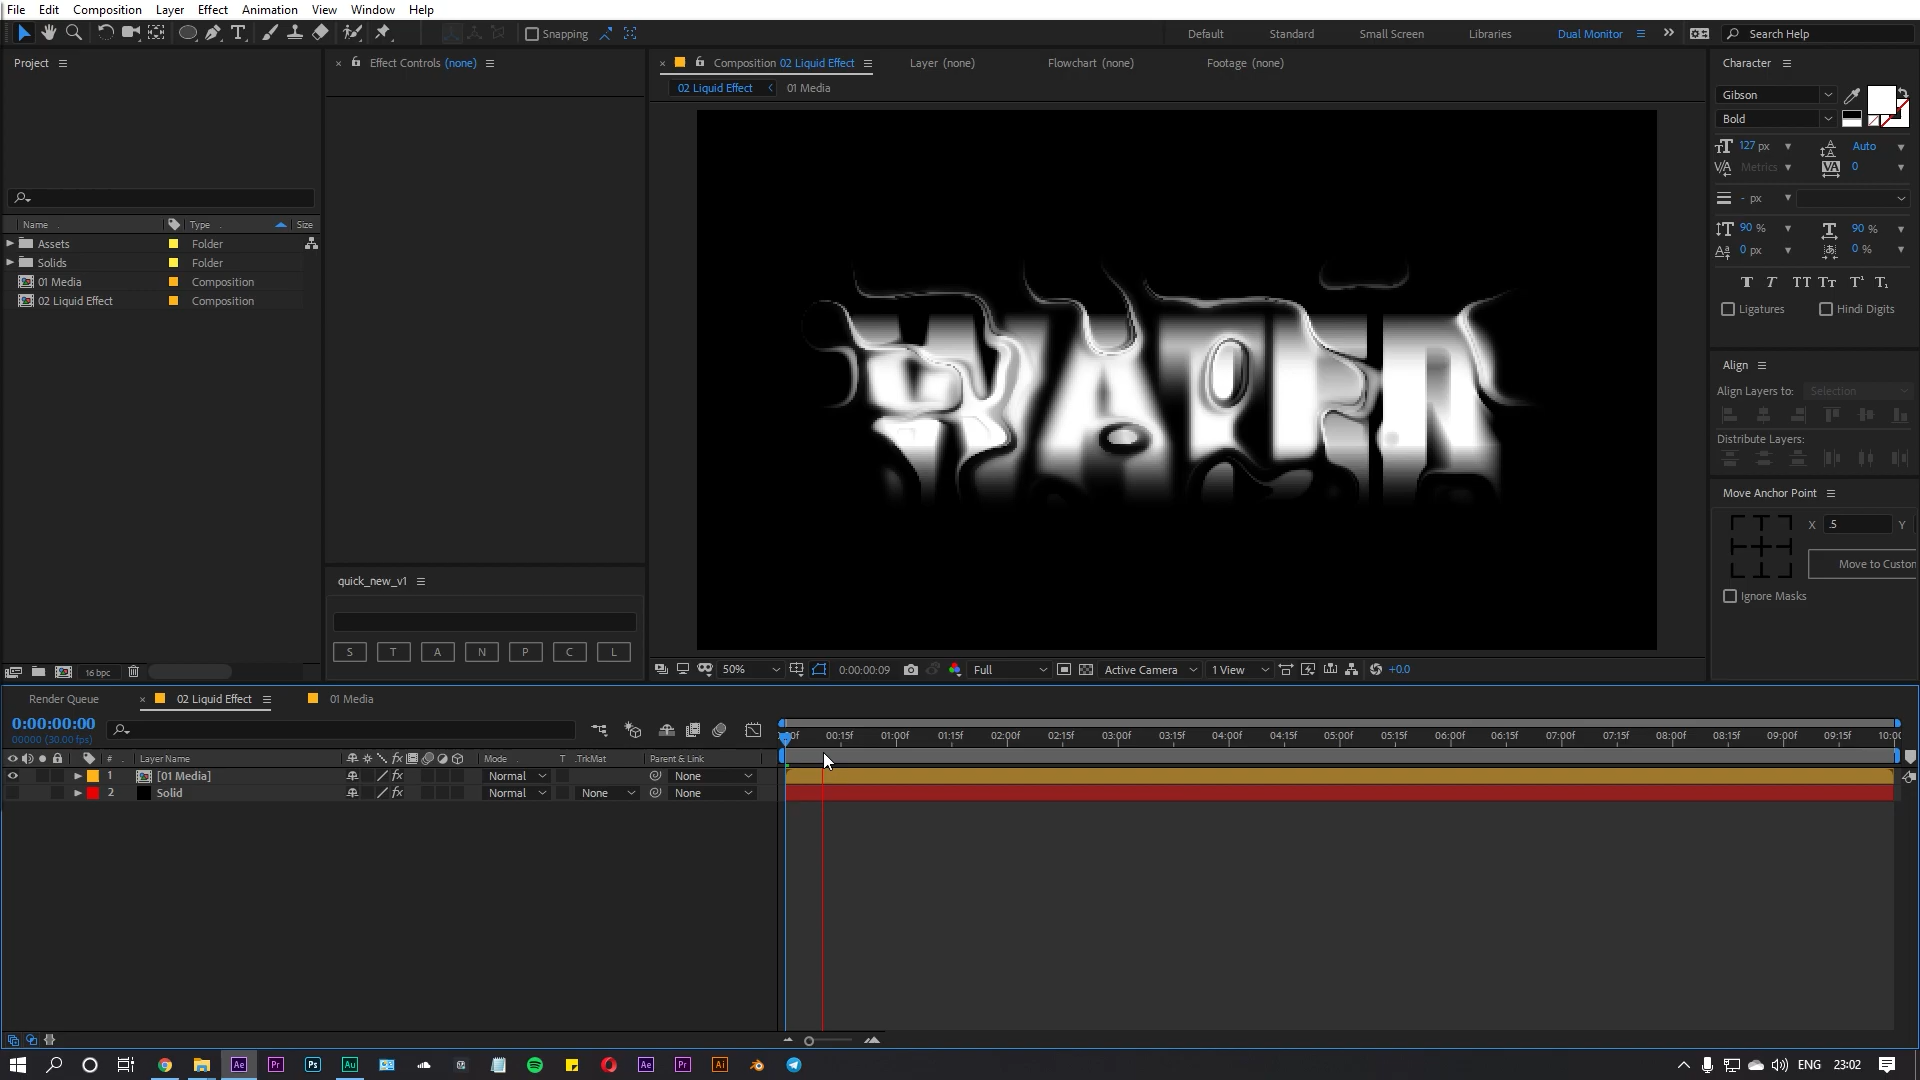 File Edit Composition Layer Effect Animation View Window Help
Snapping
Default Standard Small Screen Libraries Dual Monitor Search Help
Project
Effect Controls (none)
Composition 02 Liquid Effect Layer (none) Flowchart (none) Footage (none)
02 Liquid Effect 01 Media
Character
Gibson
Bold
127 px Auto
Metrics 0
- px
90 % 90 %
0 px 0 %
Ligatures Hindi Digits
Align
Align Layers to: Selection
Distribute Layers:
Move Anchor Point
X .5 Y
Move to Custom
Ignore Masks
Name Type Size
Assets Folder
Solids Folder
01 Media Composition
02 Liquid Effect Composition
quick_new_v1
S T A N P C L
16 bpc
50% 0:00:00:09 Full Active Camera 1 View +0.0
Render Queue 02 Liquid Effect 01 Media
0:00:00:00
00000 (30.00 fps)
00f 00:15f 01:00f 01:15f 02:00f 02:15f 03:00f 03:15f 04:00f 04:15f 05:00f 05:15f 06:00f 06:15f 07:00f 07:15f 08:00f 08:15f 09:00f 09:15f 10:00
# Layer Name Mode T .TrkMat Parent & Link
1 [01 Media] Normal None
2 Solid Normal None None
Ae Pr Ps Au Ae Pr Ai ENG 23:02